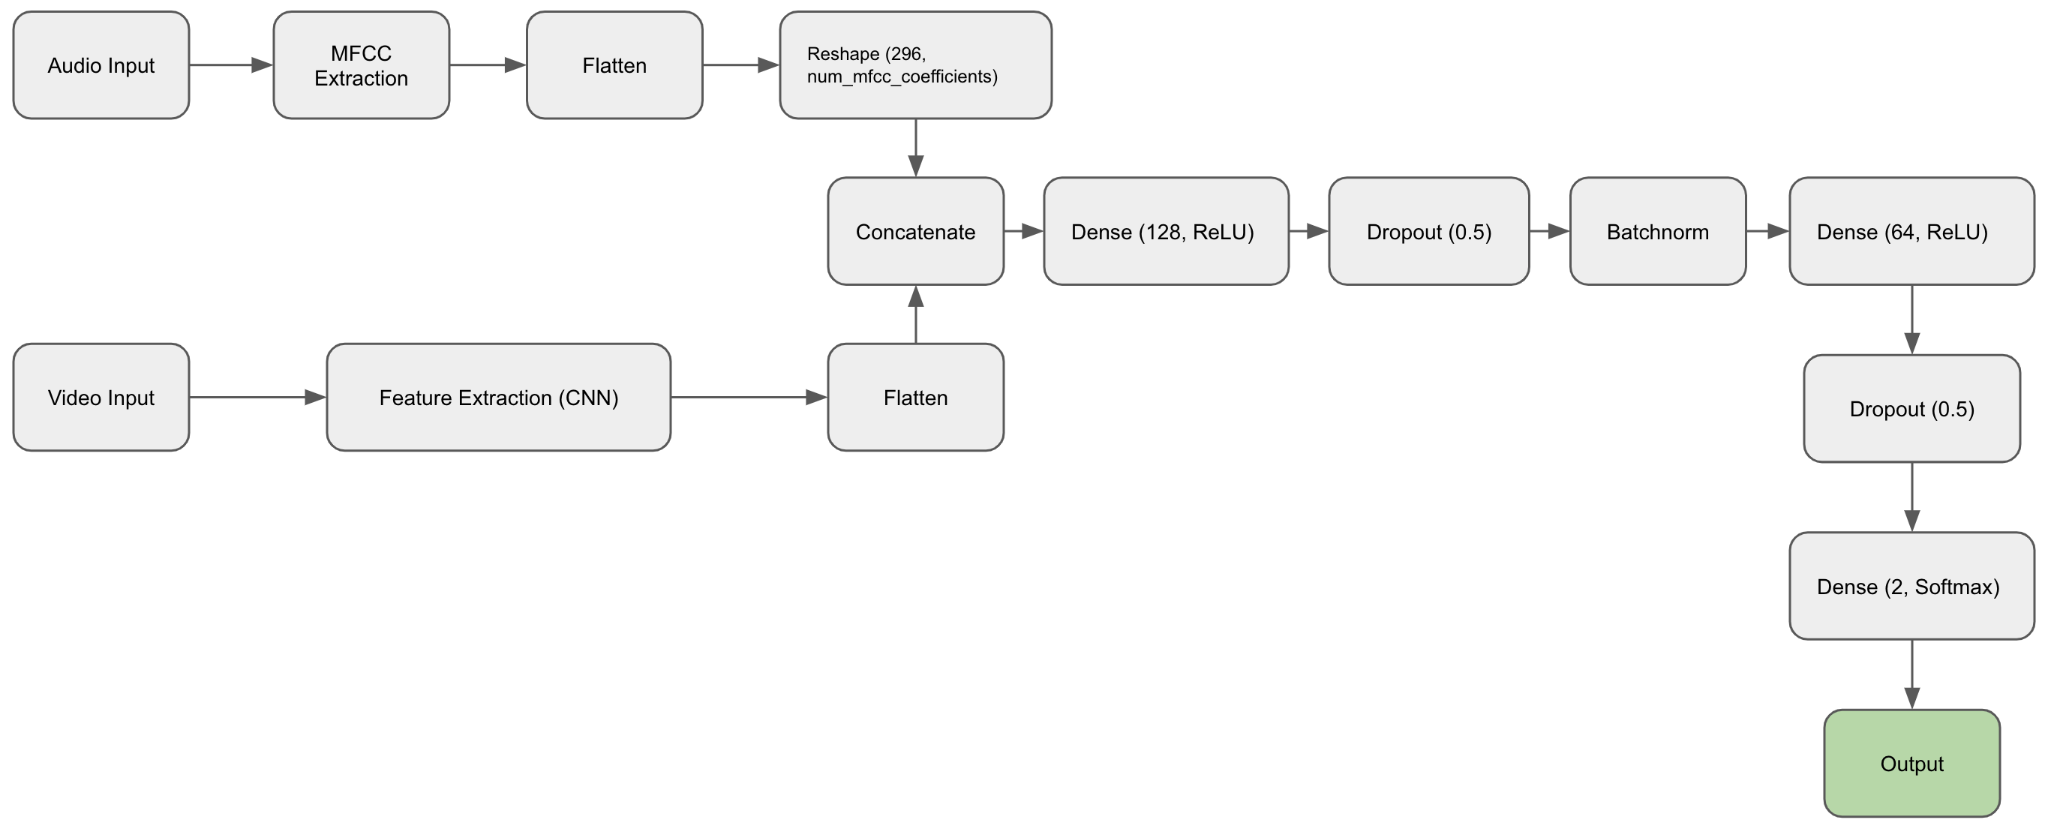 Audio Input
MFCC
Extraction
Flatten
Reshape (296,
num_mfcc_coefficients)
Concatenate
Dense (128, ReLU)
Dropout (0.5)
Batchnorm
Dense (64, ReLU)
Video Input
Feature Extraction (CNN)
Flatten
Dropout (0.5)
Dense (2, Softmax)
Output